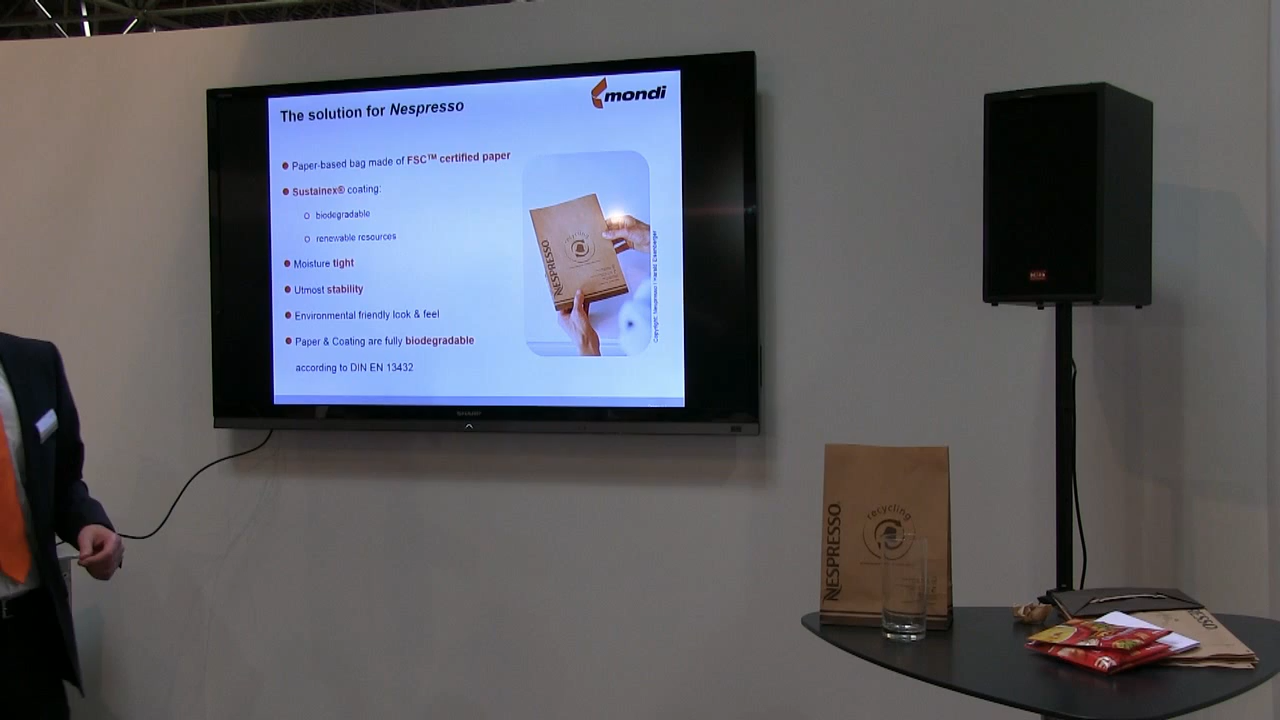 The solution for Nespresso
mondi
Paper-based bag made of FSC™ certified paper
Sustainex® coating:
biodegradable
renewable resources
Moisture tight
Utmost stability
Environmental friendly look & feel
Paper & Coating are fully biodegradable
according to DIN EN 13432
NESPRESSO
recycling
SHARP
NESPRESSO
recycling